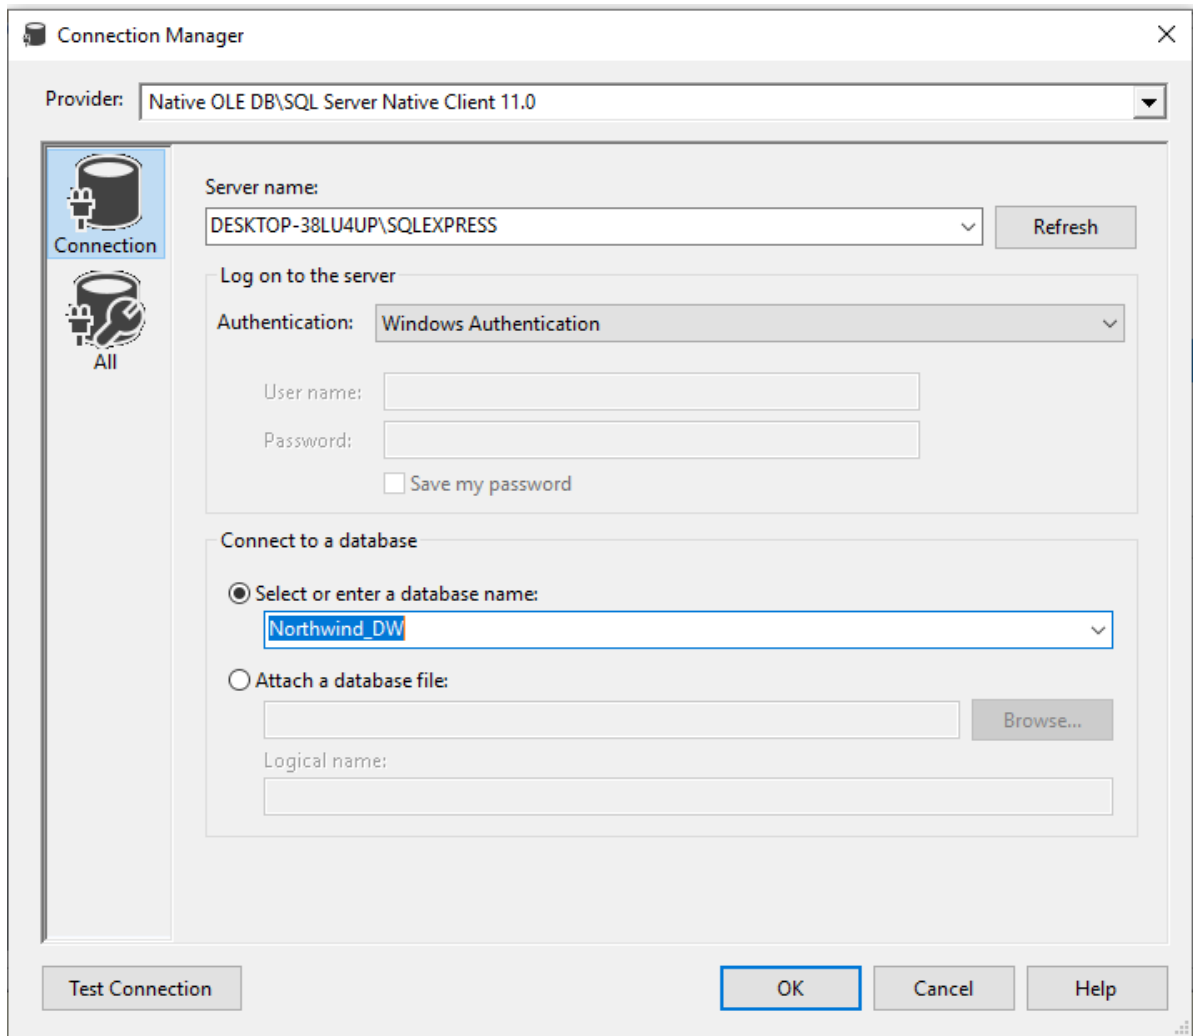 Connection Manager
Provider: Native OLE DB\SQL Server Native Client 11.0
Connection
All
Server name:
DESKTOP-38LU4UP\SQLEXPRESS
Refresh
Log on to the server
Authentication: Windows Authentication
User name:
Password:
Save my password
Connect to a database
Select or enter a database name:
Northwind_DW
Attach a database file:
Browse...
Logical name:
Test Connection OK Cancel Help